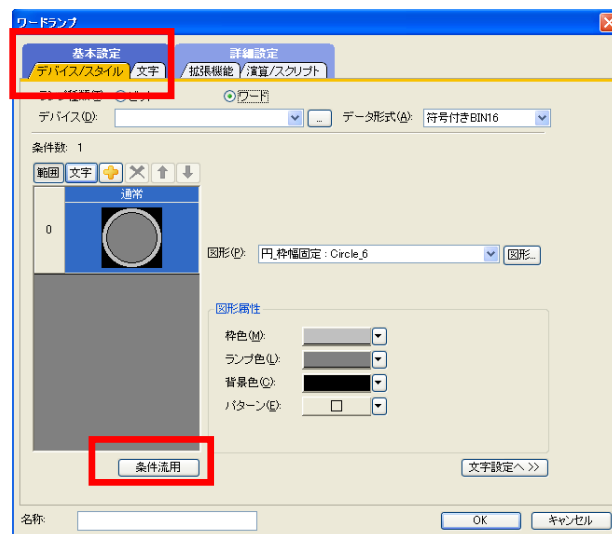 ワードランプ
基本設定
詳細設定
デバイス/スタイル
文字
拡張機能
演算/スクリプト
ワード
デバイス(D):
...
データ形式(A):
符号付きBIN16
条件数: 1
範囲
文字
通常
0
図形(P):
円_枠幅固定 : Circle_6
図形...
図形属性
枠色(M):
ランプ色(L):
背景色(C):
パターン(E):
条件流用
文字設定へ >>
名称:
OK
キャンセル